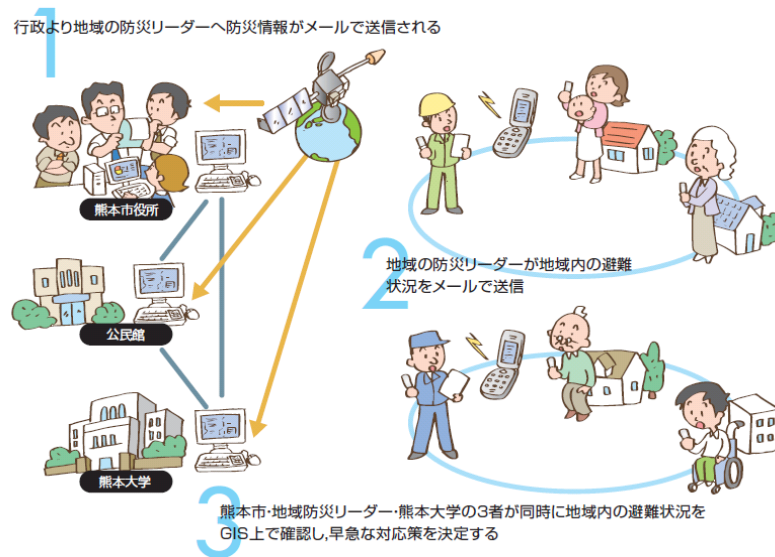 1
行政より地域の防災リーダーへ防災情報がメールで送信される
熊本市役所
公民館
熊本大学
2
地域の防災リーダーが地域内の避難
状況をメールで送信
3
熊本市・地域防災リーダー・熊本大学の3者が同時に地域内の避難状況を
GIS上で確認し,早急な対応策を決定する